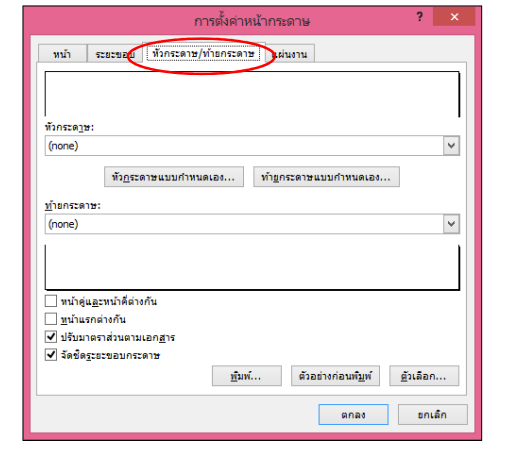 การตั้งค่าหน้ากระดาษ ? ×
หน้า ระยะขอบ หัวกระดาษ/ท้ายกระดาษ แผ่นงาน
หัวกระดาษ:
(none)
หัวกระดาษแบบกำหนดเอง... ท้ายกระดาษแบบกำหนดเอง...
ท้ายกระดาษ:
(none)
หน้าคู่และหน้าคี่ต่างกัน
หน้าแรกต่างกัน
ปรับมาตราส่วนตามเอกสาร
จัดชิดระยะขอบกระดาษ
พิมพ์... ตัวอย่างก่อนพิมพ์ ตัวเลือก...
ตกลง ยกเลิก